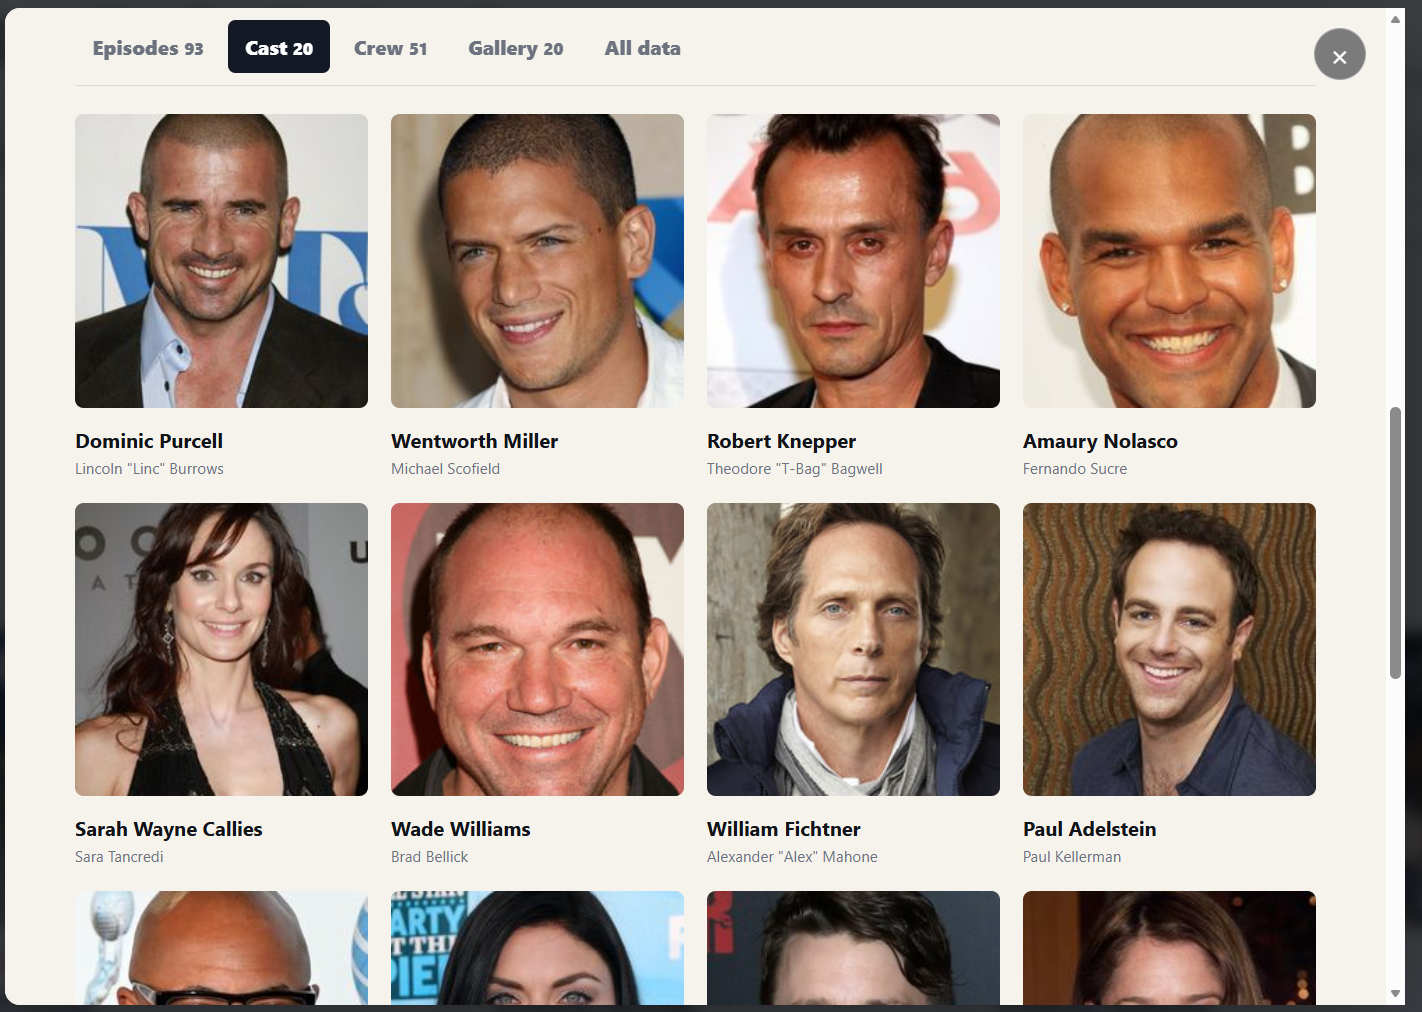 Episodes 93
Cast 20
Crew 51
Gallery 20
All data
Dominic Purcell
Lincoln "Linc" Burrows
Wentworth Miller
Michael Scofield
Robert Knepper
Theodore "T-Bag" Bagwell
Amaury Nolasco
Fernando Sucre
Sarah Wayne Callies
Sara Tancredi
Wade Williams
Brad Bellick
William Fichtner
Alexander "Alex" Mahone
Paul Adelstein
Paul Kellerman
PARTY